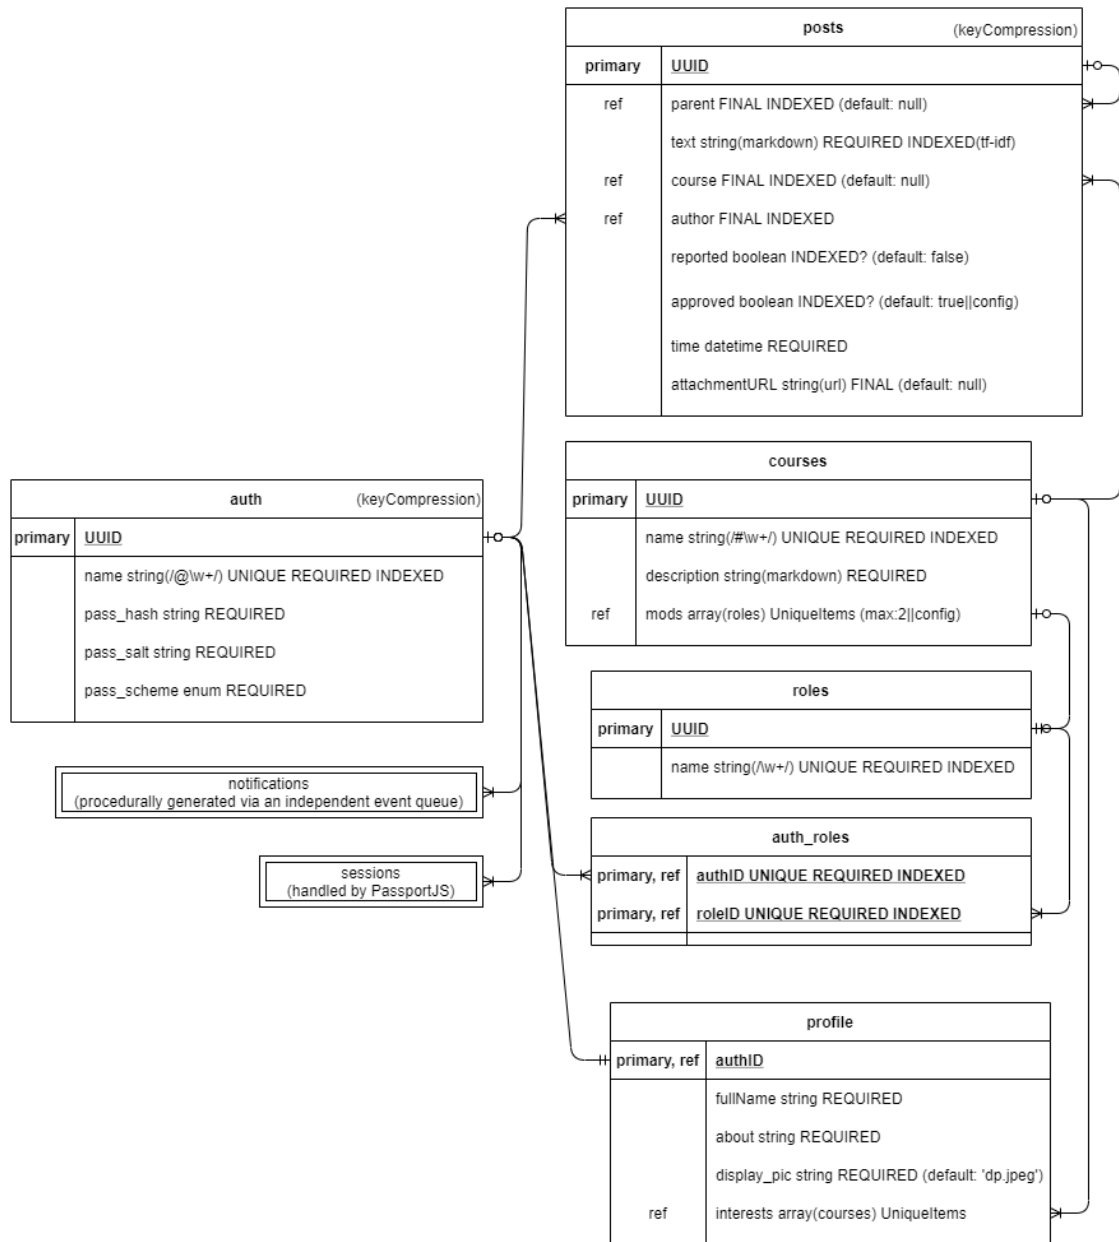 posts (keyCompression)
primary UUID
ref parent FINAL INDEXED (default: null)
text string(markdown) REQUIRED INDEXED(tf-idf)
ref course FINAL INDEXED (default: null)
ref author FINAL INDEXED
reported boolean INDEXED? (default: false)
approved boolean INDEXED? (default: true||config)
time datetime REQUIRED
attachmentURL string(url) FINAL (default: null)
courses
primary UUID
name string(/#\w+/) UNIQUE REQUIRED INDEXED
description string(markdown) REQUIRED
ref mods array(roles) UniqueItems (max:2||config)
auth (keyCompression)
primary UUID
name string(/@\w+/) UNIQUE REQUIRED INDEXED
pass_hash string REQUIRED
pass_salt string REQUIRED
pass_scheme enum REQUIRED
roles
primary UUID
name string(/\w+/) UNIQUE REQUIRED INDEXED
notifications
(procedurally generated via an independent event queue)
sessions
(handled by PassportJS)
auth_roles
primary, ref authID UNIQUE REQUIRED INDEXED
primary, ref roleID UNIQUE REQUIRED INDEXED
profile
primary, ref authID
fullName string REQUIRED
about string REQUIRED
display_pic string REQUIRED (default: 'dp.jpeg')
ref interests array(courses) UniqueItems